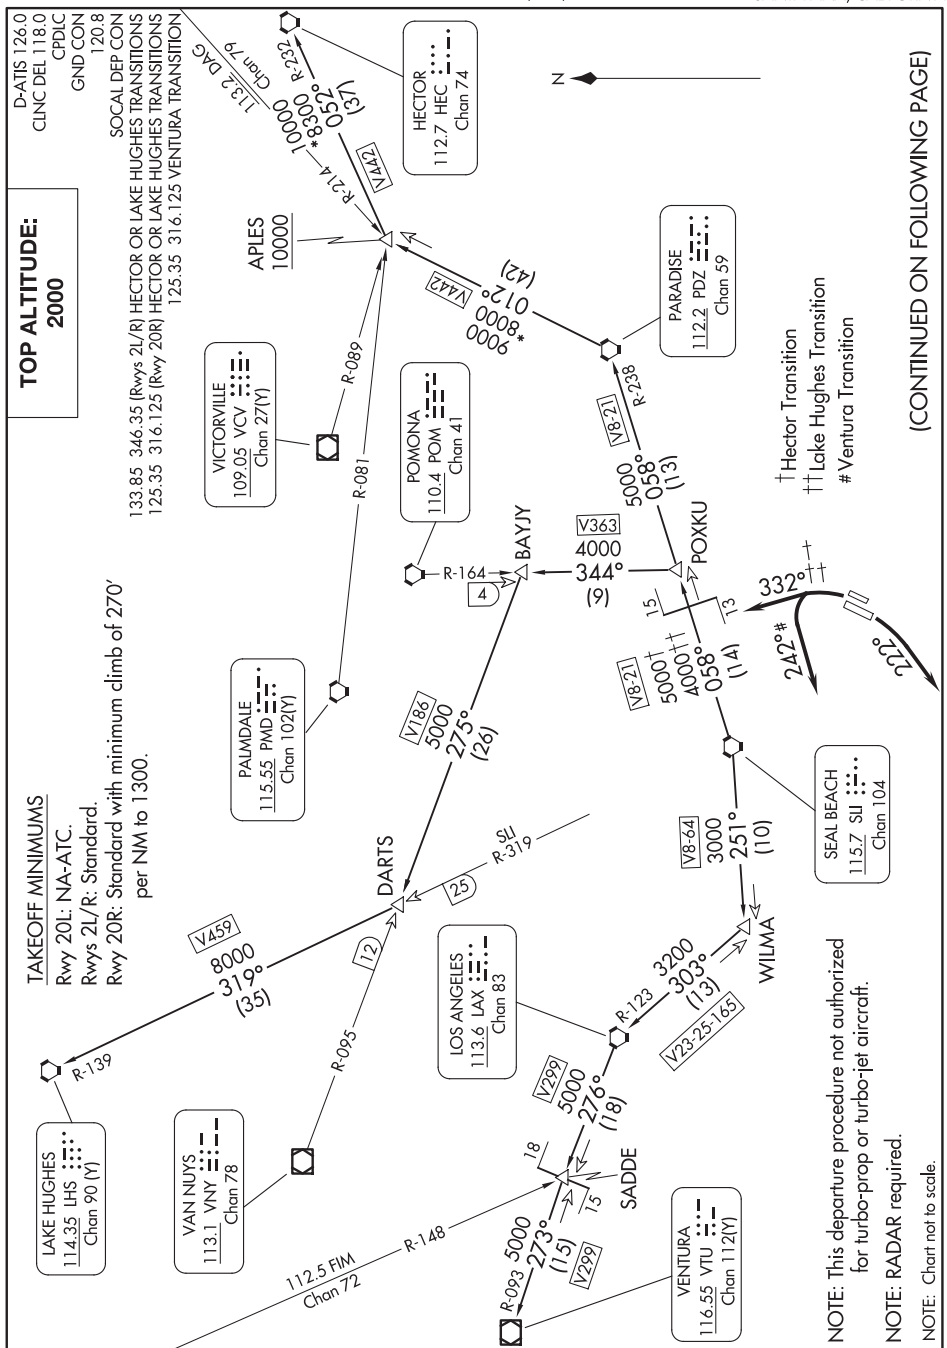 TOP ALTITUDE:
2000
D-ATIS 126.0
CLNC DEL 118.0
CPDLC
GND CON
120.8
SOCAL DEP CON
133.85 346.35 (Rwys 2L/R) HECTOR OR LAKE HUGHES TRANSITIONS
125.35 316.125 (Rwy 20R) HECTOR OR LAKE HUGHES TRANSITIONS
125.35 316.125 VENTURA TRANSITION
TAKEOFF MINIMUMS
Rwy 20L: NA-ATC.
Rwys 2L/R: Standard.
Rwy 20R: Standard with minimum climb of 270'
per NM to 1300.
LAKE HUGHES
114.35 LHS
Chan 90 (Y)
R-139
V459
8000
319°
(35)
VAN NUYS
113.1 VNY
Chan 78
R-095
12
DARTS
25
SLI
R-319
PALMDALE
115.55 PMD
Chan 102(Y)
R-081
VICTORVILLE
109.05 VCV
Chan 27(Y)
R-089
APLES
10000
113.2 DAG
Chan 79
R-214
10000
*8300
052°
(37)
R-232
V442
HECTOR
112.7 HEC
Chan 74
N
POMONA
110.4 POM
Chan 41
R-164
4
BAYJY
V186
5000
275°
(26)
V363
4000
344°
(9)
POXKU
V442
9000
*8000
012°
(42)
PARADISE
112.2 PDZ
Chan 59
R-238
V8-21
5000
058°
(13)
15
13
V8-21
5000†
4000††
058°
(14)
332°
†
††
242°#
222°
SEAL BEACH
115.7 SLI
Chan 104
V8-64
3000
251°
(10)
WILMA
3200
303°
(13)
V23-25-165
R-123
LOS ANGELES
113.6 LAX
Chan 83
V299
5000
276°
(18)
18
15
SADDE
112.5 FIM
Chan 72
R-148
5000
273°
(15)
V299
R-093
VENTURA
116.55 VTU
Chan 112(Y)
†Hector Transition
††Lake Hughes Transition
#Ventura Transition
NOTE: This departure procedure not authorized
for turbo-prop or turbo-jet aircraft.
NOTE: RADAR required.
NOTE: Chart not to scale.
(CONTINUED ON FOLLOWING PAGE)